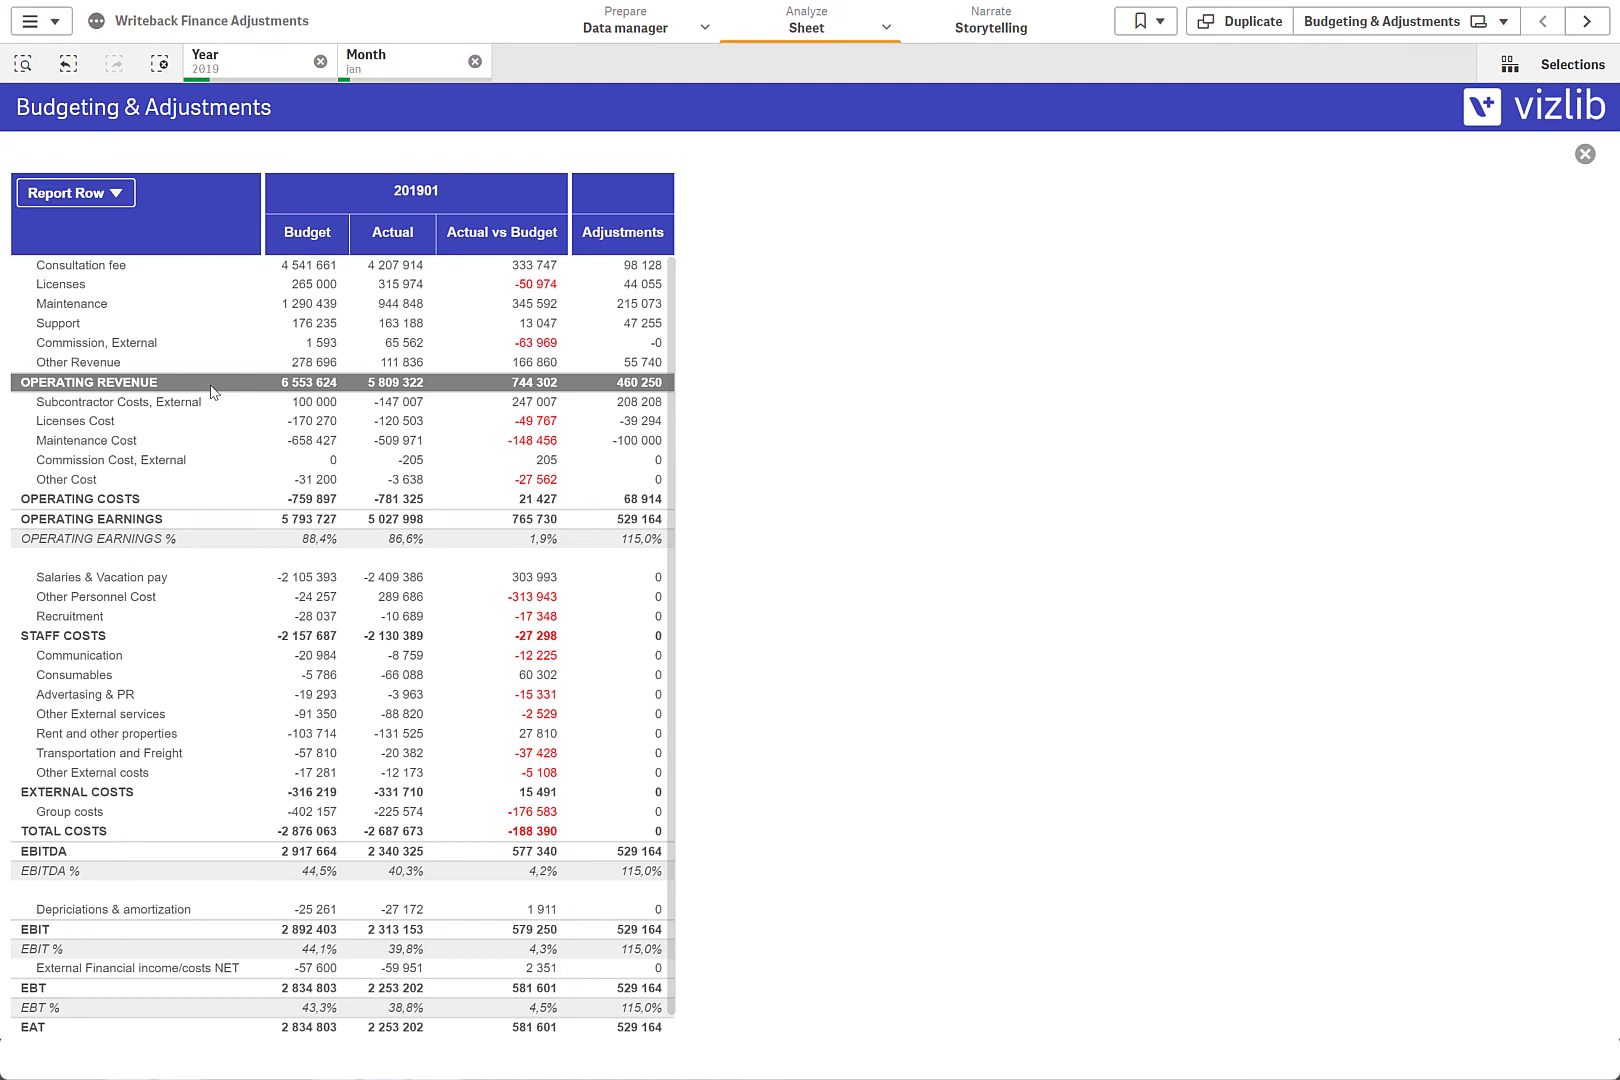 Writeback Finance Adjustments
Prepare
Data manager
Analyze
Sheet
Narrate
Storytelling
Duplicate
Budgeting & Adjustments
Year
2019
Month
jan
Selections
Budgeting & Adjustments
vizlib
Report Row
201901
Budget Actual Actual vs Budget Adjustments
Consultation fee 4 541 661 4 207 914 333 747 98 128
Licenses 265 000 315 974 -50 974 44 055
Maintenance 1 290 439 944 848 345 592 215 073
Support 176 235 163 188 13 047 47 255
Commission, External 1 593 65 562 -63 969 -0
Other Revenue 278 696 111 836 166 860 55 740
OPERATING REVENUE 6 553 624 5 809 322 744 302 460 250
Subcontractor Costs, External 100 000 -147 007 247 007 208 208
Licenses Cost -170 270 -120 503 -49 767 -39 294
Maintenance Cost -658 427 -509 971 -148 456 -100 000
Commission Cost, External 0 -205 205 0
Other Cost -31 200 -3 638 -27 562 0
OPERATING COSTS -759 897 -781 325 21 427 68 914
OPERATING EARNINGS 5 793 727 5 027 998 765 730 529 164
OPERATING EARNINGS % 88,4% 86,6% 1,9% 115,0%
Salaries & Vacation pay -2 105 393 -2 409 386 303 993 0
Other Personnel Cost -24 257 289 686 -313 943 0
Recruitment -28 037 -10 689 -17 348 0
STAFF COSTS -2 157 687 -2 130 389 -27 298 0
Communication -20 984 -8 759 -12 225 0
Consumables -5 786 -66 088 60 302 0
Advertasing & PR -19 293 -3 963 -15 331 0
Other External services -91 350 -88 820 -2 529 0
Rent and other properties -103 714 -131 525 27 810 0
Transportation and Freight -57 810 -20 382 -37 428 0
Other External costs -17 281 -12 173 -5 108 0
EXTERNAL COSTS -316 219 -331 710 15 491 0
Group costs -402 157 -225 574 -176 583 0
TOTAL COSTS -2 876 063 -2 687 673 -188 390 0
EBITDA 2 917 664 2 340 325 577 340 529 164
EBITDA % 44,5% 40,3% 4,2% 115,0%
Depriciations & amortization -25 261 -27 172 1 911 0
EBIT 2 892 403 2 313 153 579 250 529 164
EBIT % 44,1% 39,8% 4,3% 115,0%
External Financial income/costs NET -57 600 -59 951 2 351 0
EBT 2 834 803 2 253 202 581 601 529 164
EBT % 43,3% 38,8% 4,5% 115,0%
EAT 2 834 803 2 253 202 581 601 529 164